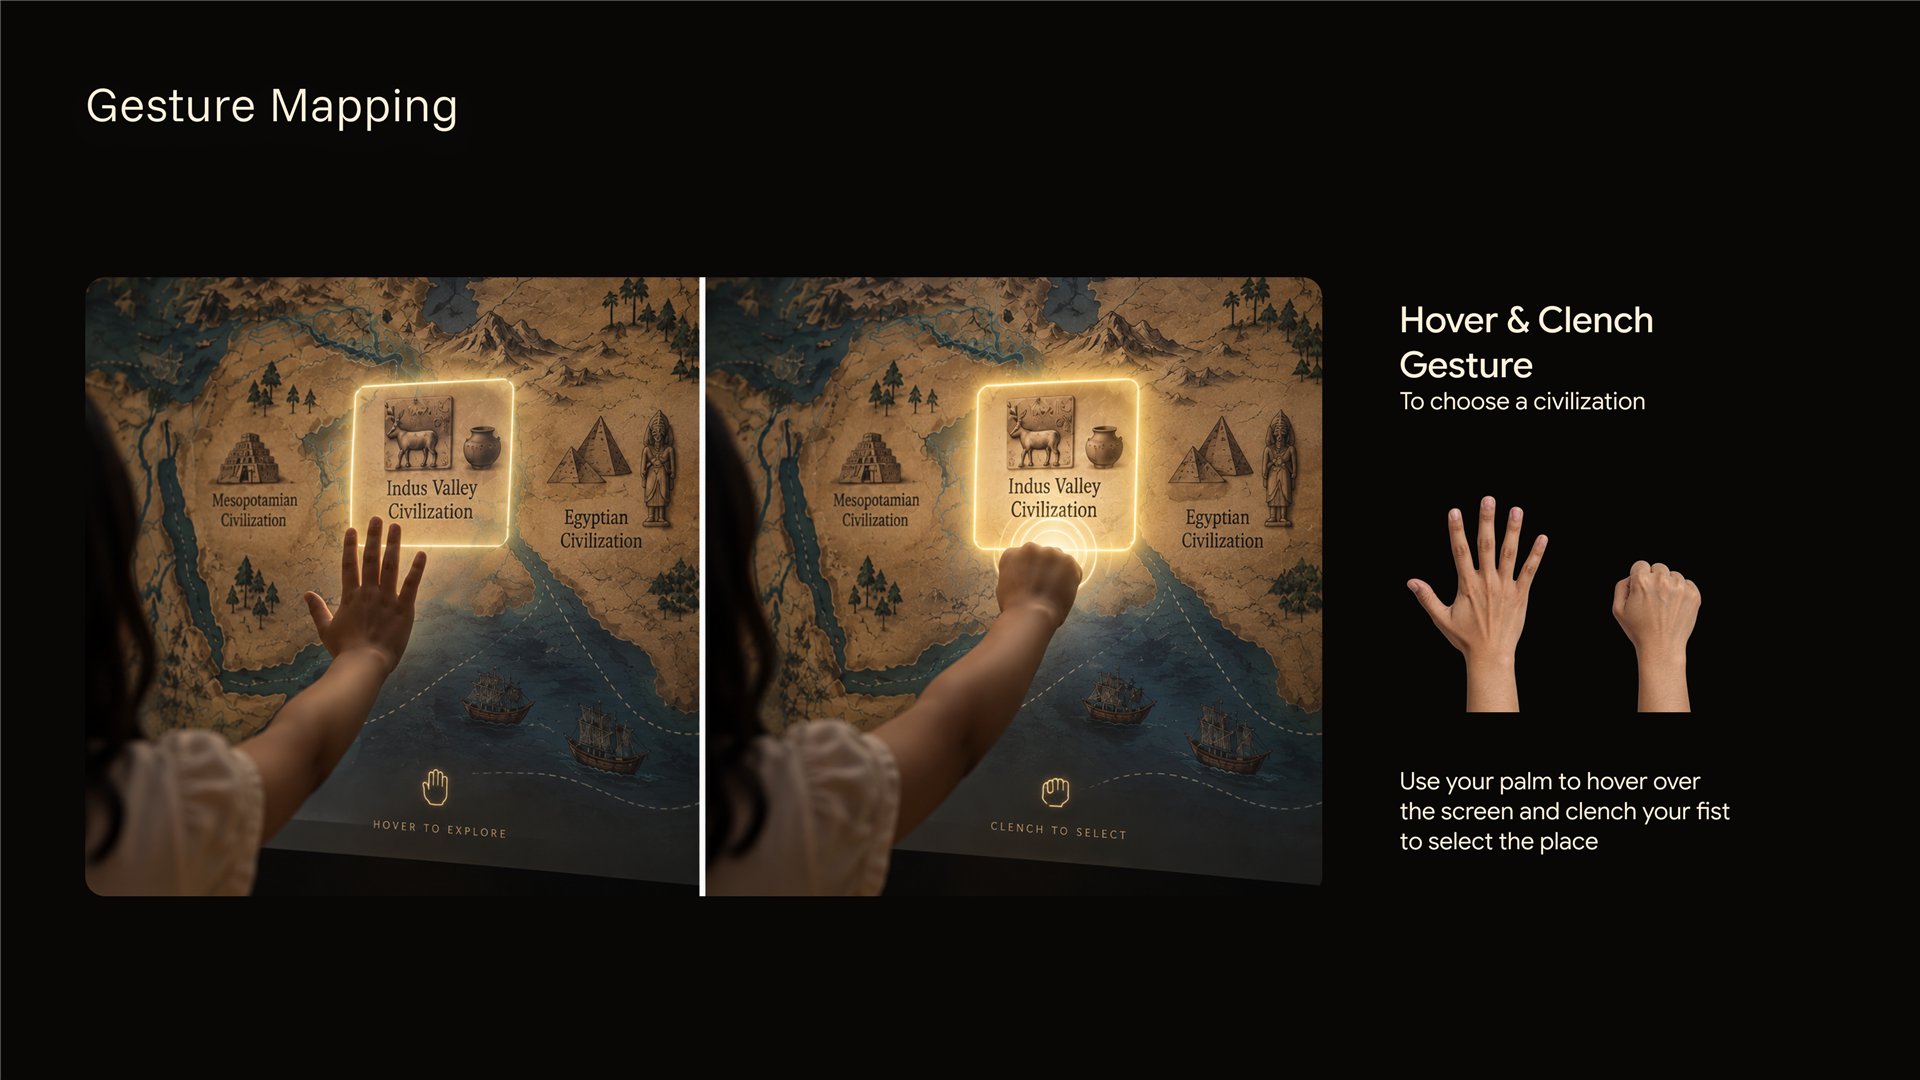 Gesture Mapping
Mesopotamian
Civilization
Indus Valley
Civilization
Egyptian
Civilization
HOVER TO EXPLORE
Mesopotamian
Civilization
Indus Valley
Civilization
Egyptian
Civilization
CLENCH TO SELECT
Hover & Clench
Gesture
To choose a civilization
Use your palm to hover over
the screen and clench your fist
to select the place